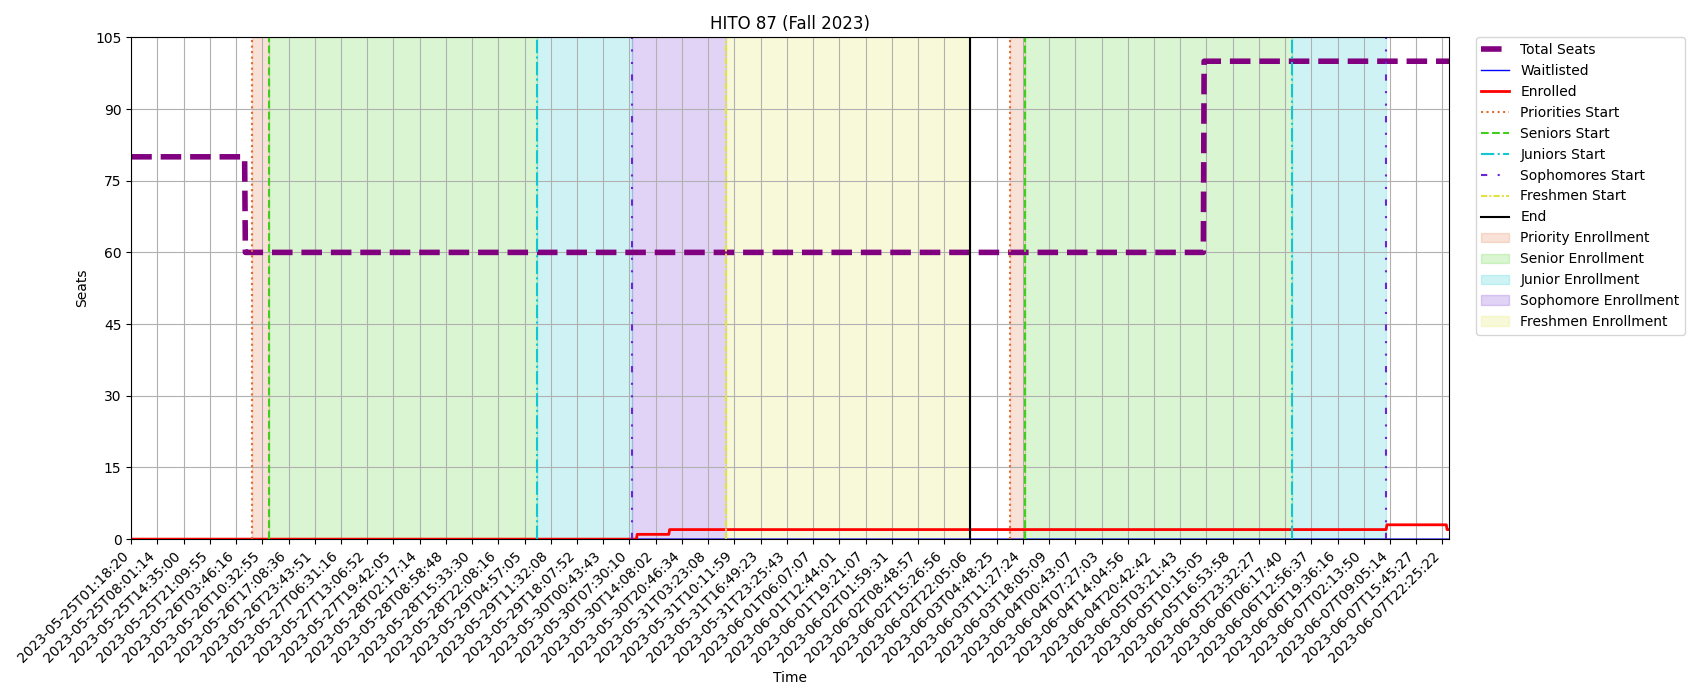 HITO 87 (Fall 2023)
105
90
75
60
45
30
15
0
Seats
2023-05-25T01:18:20
2023-05-25T08:01:14
2023-05-25T14:35:00
2023-05-25T21:09:55
2023-05-26T03:46:16
2023-05-26T10:32:55
2023-05-26T17:08:36
2023-05-26T23:43:51
2023-05-27T06:31:16
2023-05-27T13:06:52
2023-05-27T19:42:05
2023-05-28T02:17:14
2023-05-28T08:58:48
2023-05-28T15:33:30
2023-05-28T22:08:16
2023-05-29T04:57:05
2023-05-29T11:32:08
2023-05-29T18:07:52
2023-05-30T00:43:43
2023-05-30T07:30:10
2023-05-30T14:08:02
2023-05-30T20:46:34
2023-05-31T03:23:08
2023-05-31T10:11:59
2023-05-31T16:49:23
2023-05-31T23:25:43
2023-06-01T06:07:07
2023-06-01T12:44:01
2023-06-01T19:21:07
2023-06-02T01:59:31
2023-06-02T08:48:57
2023-06-02T15:26:56
2023-06-02T22:05:06
2023-06-03T04:48:25
2023-06-03T11:27:24
2023-06-03T18:05:09
2023-06-04T00:43:07
2023-06-04T07:27:03
2023-06-04T14:04:56
2023-06-04T20:42:42
2023-06-05T03:21:43
2023-06-05T10:15:05
2023-06-05T16:53:58
2023-06-05T23:32:27
2023-06-06T06:17:40
2023-06-06T12:56:37
2023-06-06T19:36:16
2023-06-07T02:13:50
2023-06-07T09:05:14
2023-06-07T15:45:27
2023-06-07T22:25:22
Time
Total Seats
Waitlisted
Enrolled
Priorities Start
Seniors Start
Juniors Start
Sophomores Start
Freshmen Start
End
Priority Enrollment
Senior Enrollment
Junior Enrollment
Sophomore Enrollment
Freshmen Enrollment